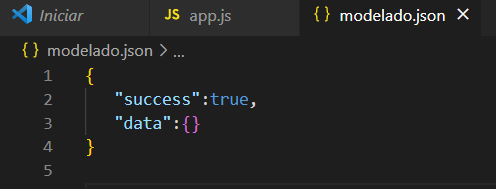 Iniciar JS app.js { } modelado.json ×
{ } modelado.json > ...
1 {
2 "success":true,
3 "data":{}
4 }
5